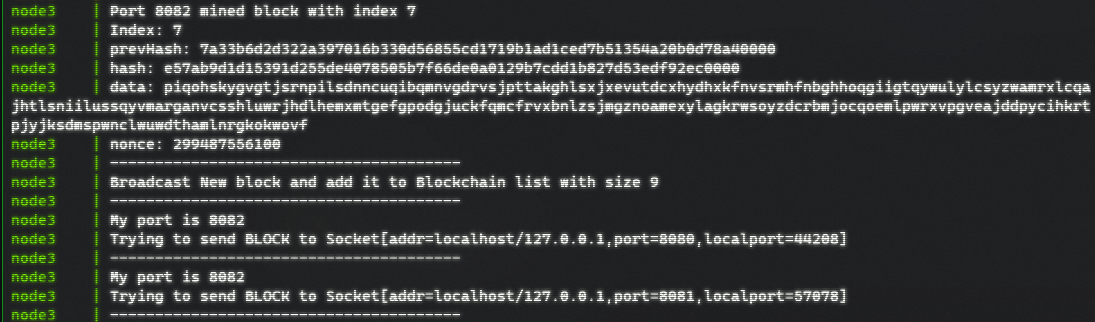 node3 | Port 8082 mined block with index 7
node3 | Index: 7
node3 | prevHash: 7a33b6d2d322a397016b330d56855cd1719b1ad1ced7b51354a20b0d78a40000
node3 | hash: e57ab9d1d15391d255de4078505b7f66de0a0129b7cdd1b827d53edf92ec0000
node3 | data: piqohskygvgtjsrnpilsdnncuqibqmnvgdrvsjpttakghlsxjxevutdcxhydhxkfnvsrmhfnbghhoqgiigtqywulylcsyzwamrxlcqa
jhtlsniilussqyvmarganvcsshluwrjhdlhemxmtgefgpodgjuckfqmcfrvxbnlzsjmgznoamexylagkrwsoyzdcrbmjocqoemlpwrxvpgveajddpycihkrt
pjyjksdmspwnclwuwdthamlnrgkokwovf
node3 | nonce: 299487556100
node3 | ---------------------------------------
node3 | Broadcast New block and add it to Blockchain list with size 9
node3 | ---------------------------------------
node3 | My port is 8082
node3 | Trying to send BLOCK to Socket[addr=localhost/127.0.0.1,port=8080,localport=44208]
node3 | ---------------------------------------
node3 | My port is 8082
node3 | Trying to send BLOCK to Socket[addr=localhost/127.0.0.1,port=8081,localport=57078]
node3 | ---------------------------------------